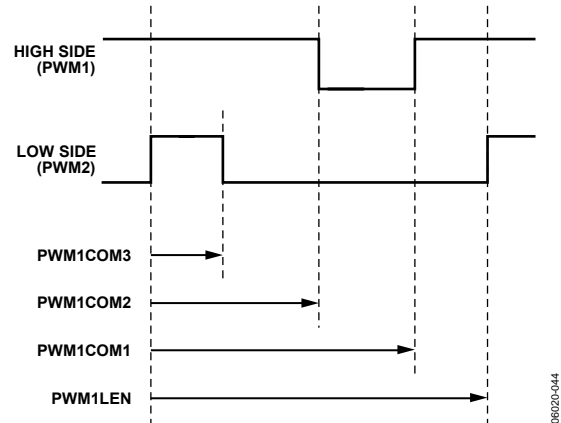 HIGH SIDE
(PWM1)
LOW SIDE
(PWM2)
PWM1COM3
PWM1COM2
PWM1COM1
PWM1LEN
06020-044